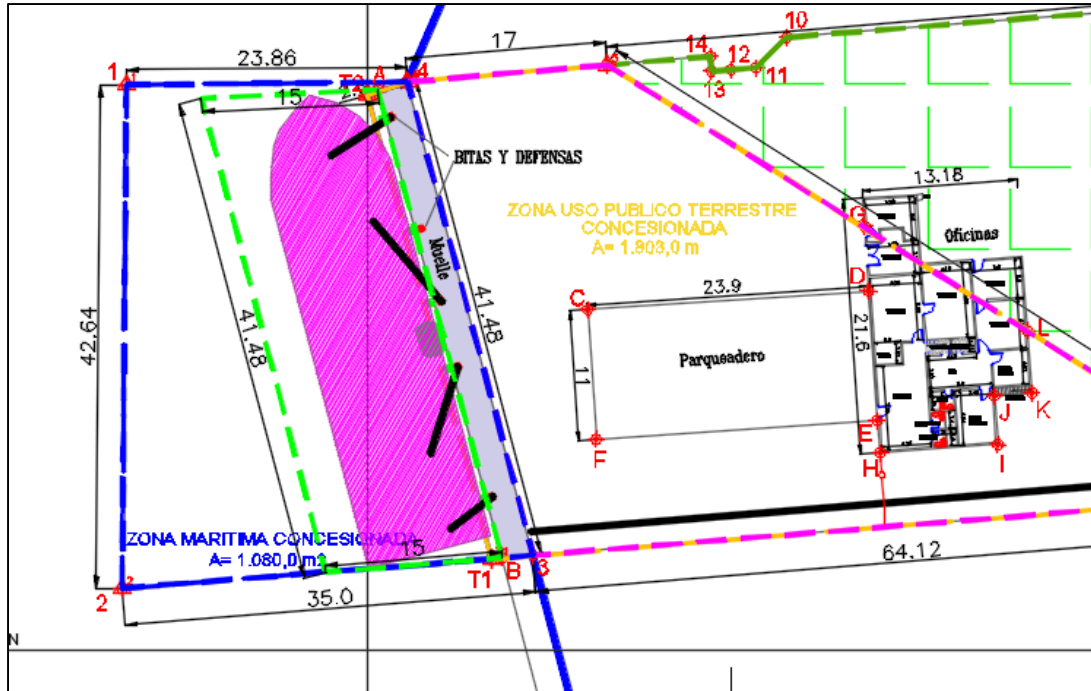 10
17
14
12
23.86
11
13
1
T2
A
4
15
BITAS Y DEFENSAS
13.18
ZONA USO PUBLICO TERRESTRE
CONCESIONADA
A= 1.803,0 m
G
Oficinas
Muelle
D
23.9
C
41.48
41.48
21.6
L
42.64
Parqueadero
11
J
K
E
F
H
I
ZONA MARITIMA CONCESIONADA
A= 1.080,0 m
15
T1
B
3
64.12
2
35.0
N